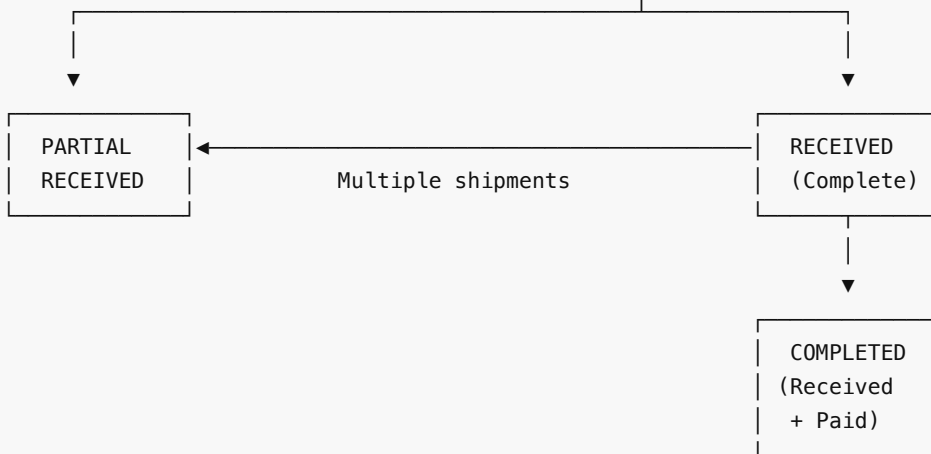 PARTIAL
RECEIVED
Multiple shipments
RECEIVED
(Complete)
COMPLETED
(Received
+ Paid)